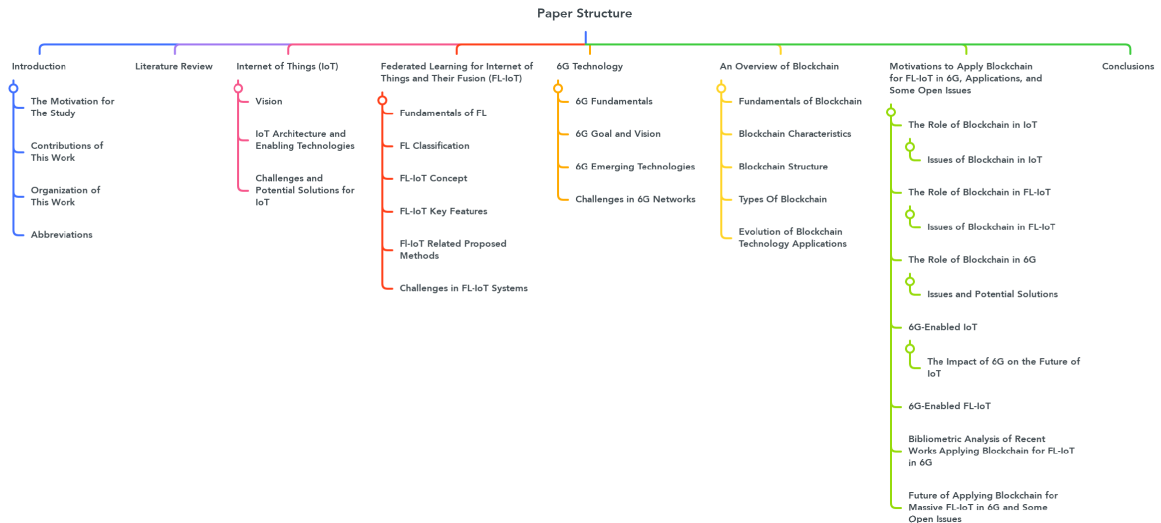 Paper Structure
Introduction
The Motivation for
The Study
Contributions of
This Work
Organization of
This Work
Abbreviations
Literature Review
Internet of Things (IoT)
Vision
IoT Architecture and
Enabling Technologies
Challenges and
Potential Solutions for
IoT
Federated Learning for Internet of
Things and Their Fusion (FL-IoT)
Fundamentals of FL
FL Classification
FL-IoT Concept
FL-IoT Key Features
Fl-IoT Related Proposed
Methods
Challenges in FL-IoT Systems
6G Technology
6G Fundamentals
6G Goal and Vision
6G Emerging Technologies
Challenges in 6G Networks
An Overview of Blockchain
Fundamentals of Blockchain
Blockchain Characteristics
Blockchain Structure
Types Of Blockchain
Evolution of Blockchain
Technology Applications
Motivations to Apply Blockchain
for FL-IoT in 6G, Applications, and
Some Open Issues
The Role of Blockchain in IoT
Issues of Blockchain in IoT
The Role of Blockchain in FL-IoT
Issues of Blockchain in FL-IoT
The Role of Blockchain in 6G
Issues and Potential Solutions
6G-Enabled IoT
The Impact of 6G on the Future of
IoT
6G-Enabled FL-IoT
Bibliometric Analysis of Recent
Works Applying Blockchain for FL-IoT
in 6G
Future of Applying Blockchain for
Massive FL-IoT in 6G and Some
Open Issues
Conclusions